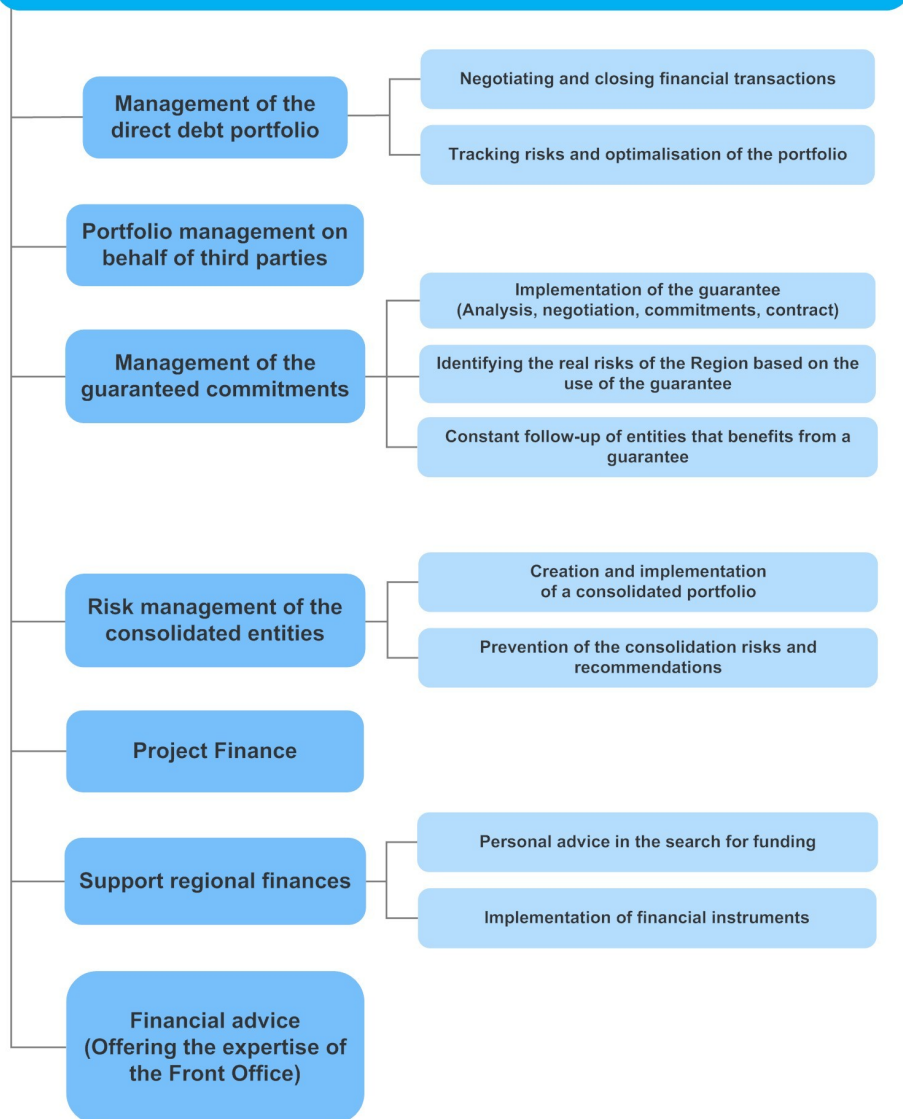 Management of the
direct debt portfolio
Negotiating and closing financial transactions
Tracking risks and optimalisation of the portfolio
Portfolio management on
behalf of third parties
Management of the
guaranteed commitments
Implementation of the guarantee
(Analysis, negotiation, commitments, contract)
Identifying the real risks of the Region based on the
use of the guarantee
Constant follow-up of entities that benefits from a
guarantee
Risk management of the
consolidated entities
Creation and implementation
of a consolidated portfolio
Prevention of the consolidation risks and
recommendations
Project Finance
Support regional finances
Personal advice in the search for funding
Implementation of financial instruments
Financial advice
(Offering the expertise of
the Front Office)